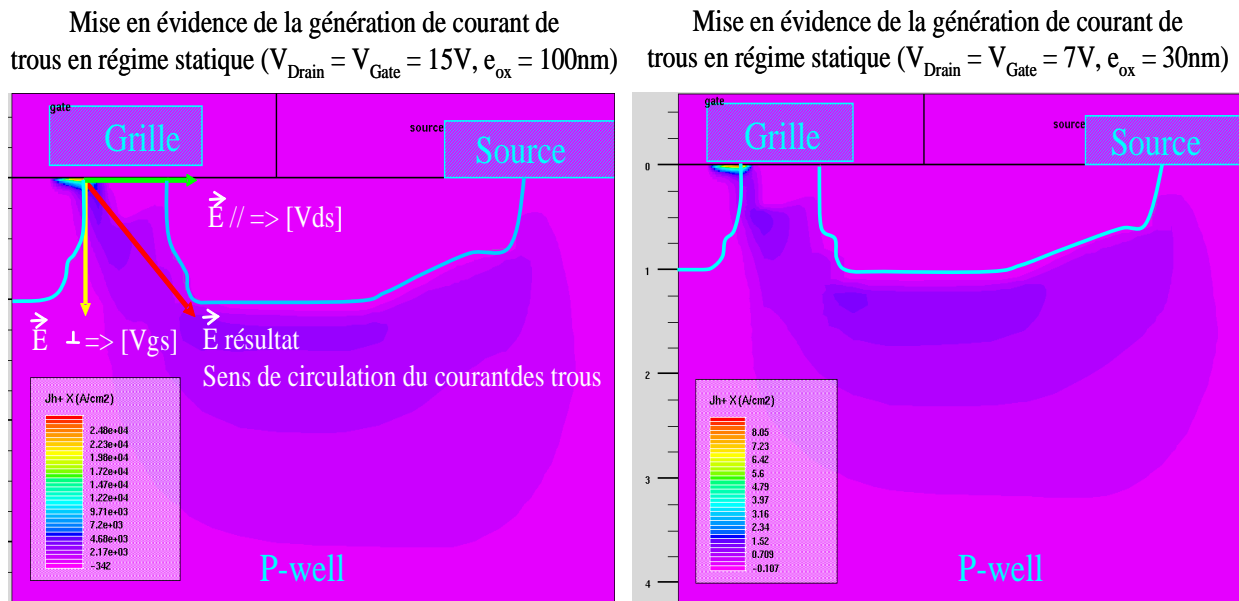 Mise en évidence de la génération de courant de
trous en régime statique (VDrain = VGate = 15V, eox = 100nm)
gate
Grille
source
Source
E // => [Vds]
E ⊥ => [Vgs]
E résultat
Sens de circulation du courantdes trous
Jh+ X (A/cm2)
2.48e+04
2.23e+04
1.98e+04
1.72e+04
1.47e+04
1.22e+04
9.71e+03
7.2e+03
4.68e+03
2.17e+03
-342
P-well
Mise en évidence de la génération de courant de
trous en régime statique (VDrain = VGate = 7V, eox = 30nm)
gate
Grille
source
Source
0
1
2
3
4
Jh+ X (A/cm2)
8.05
7.23
6.42
5.6
4.79
3.97
3.16
2.34
1.52
0.709
-0.107
P-well